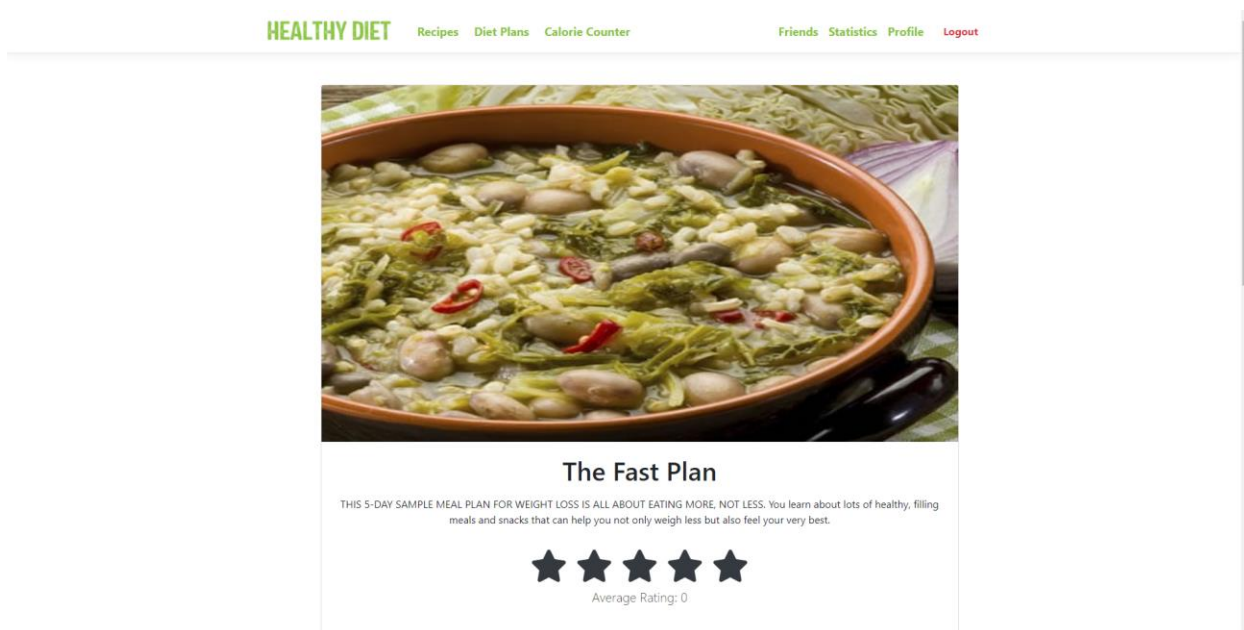 HEALTHY DIET Recipes Diet Plans Calorie Counter Friends Statistics Profile Logout
The Fast Plan
THIS 5-DAY SAMPLE MEAL PLAN FOR WEIGHT LOSS IS ALL ABOUT EATING MORE, NOT LESS. You learn about lots of healthy, filling
meals and snacks that can help you not only weigh less but also feel your very best.
Average Rating: 0